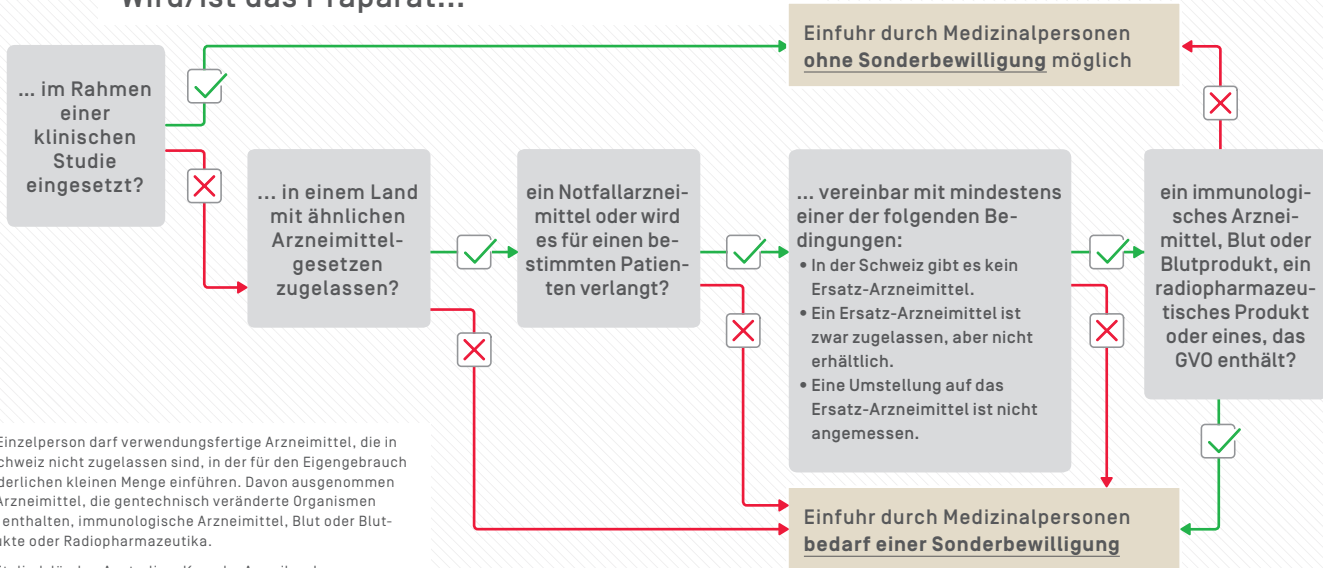 Wird/ist das Präparat...
Einfuhr durch Medizinalpersonen
ohne Sonderbewilligung möglich
... im Rahmen
einer
klinischen
Studie
eingesetzt?
... in einem Land
mit ähnlichen
Arzneimittel-
gesetzen
zugelassen?
ein Notfallarznei-
mittel oder wird
es für einen be-
stimmten Patien-
ten verlangt?
... vereinbar mit mindestens
einer der folgenden Be-
dingungen:
• In der Schweiz gibt es kein
Ersatz-Arzneimittel.
• Ein Ersatz-Arzneimittel ist
zwar zugelassen, aber nicht
erhältlich.
• Eine Umstellung auf das
Ersatz-Arzneimittel ist nicht
angemessen.
ein immunologi-
sches Arznei-
mittel, Blut oder
Blutprodukt, ein
radiopharmazeu-
tisches Produkt
oder eines, das
GVO enthält?
Einzelperson darf verwendungsfertige Arzneimittel, die in
chweiz nicht zugelassen sind, in der für den Eigengebrauch
derlichen kleinen Menge einführen. Davon ausgenommen
Arzneimittel, die gentechnisch veränderte Organismen
enthalten, immunologische Arzneimittel, Blut oder Blut-
ukte oder Radiopharmazeutika.
Einfuhr durch Medizinalpersonen
bedarf einer Sonderbewilligung